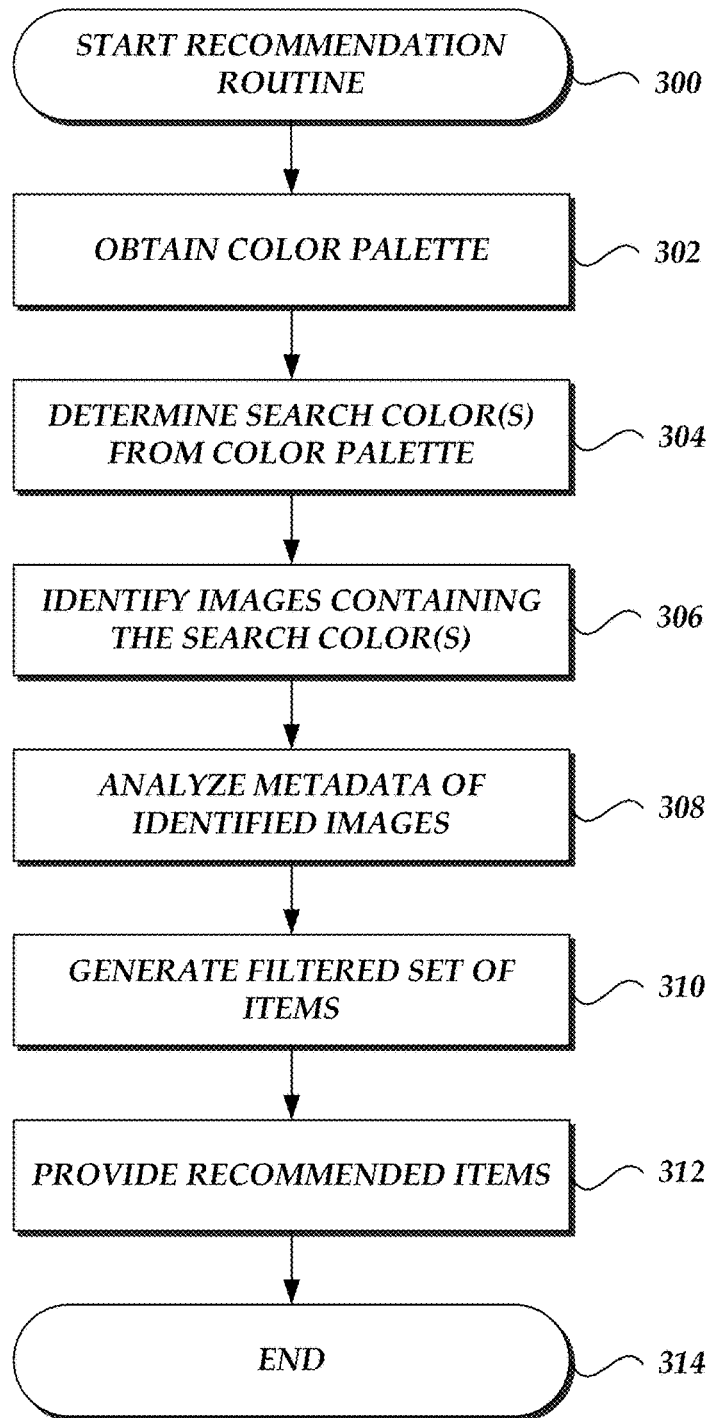 START RECOMMENDATION
ROUTINE
300
OBTAIN COLOR PALETTE
302
DETERMINE SEARCH COLOR(S)
FROM COLOR PALETTE
304
IDENTIFY IMAGES CONTAINING
THE SEARCH COLOR(S)
306
ANALYZE METADATA OF
IDENTIFIED IMAGES
308
GENERATE FILTERED SET OF
ITEMS
310
PROVIDE RECOMMENDED ITEMS
312
END
314